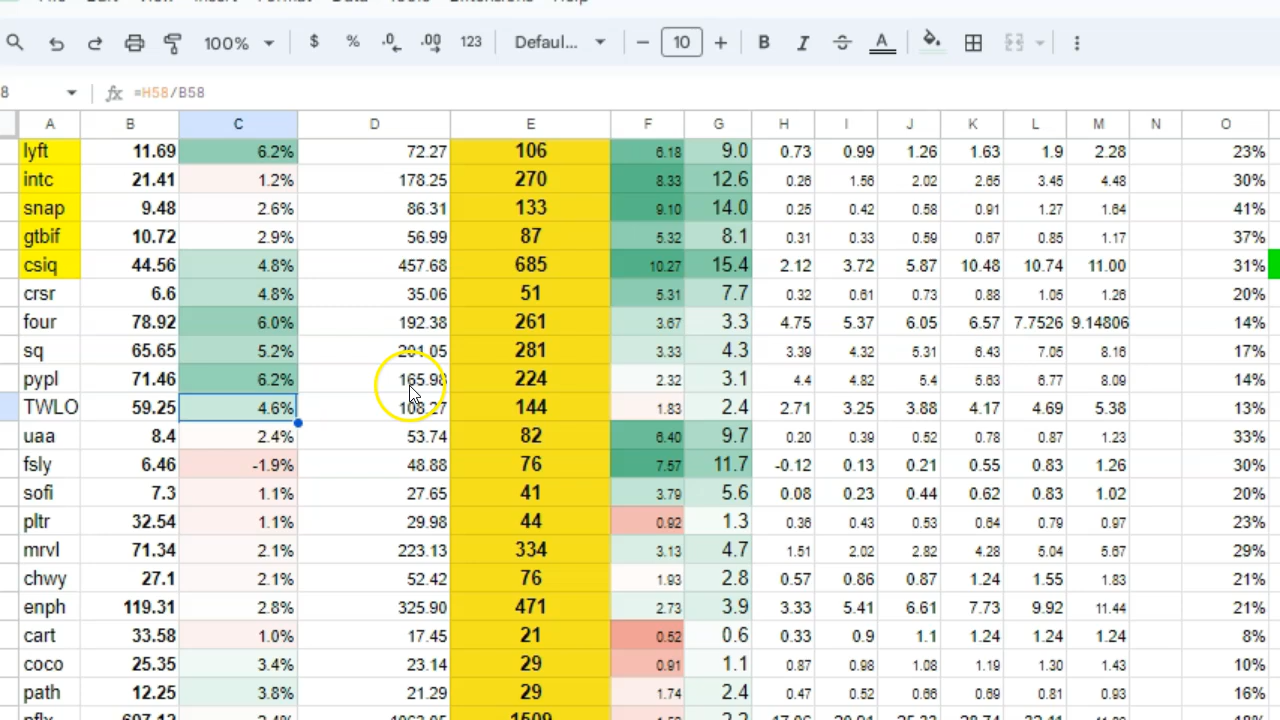 100% $ % .0 .00 123 Defaul... 10 B I A
8 fx =H58/B58
A B C D E F G H I J K L M N O
lyft 11.69 6.2% 72.27 106 6.18 9.0 0.73 0.99 1.26 1.63 1.9 2.28 23%
intc 21.41 1.2% 178.25 270 8.33 12.6 0.26 1.56 2.02 2.65 3.45 4.48 30%
snap 9.48 2.6% 86.31 133 9.10 14.0 0.25 0.42 0.58 0.91 1.27 1.64 41%
gtbif 10.72 2.9% 56.99 87 5.32 8.1 0.31 0.33 0.59 0.67 0.85 1.17 37%
csiq 44.56 4.8% 457.68 685 10.27 15.4 2.12 3.72 5.87 10.48 10.74 11.00 31%
crsr 6.6 4.8% 35.06 51 5.31 7.7 0.32 0.61 0.73 0.88 1.05 1.26 20%
four 78.92 6.0% 192.38 261 3.67 3.3 4.75 5.37 6.05 6.57 7.7526 9.14806 14%
sq 65.65 5.2% 201.05 281 3.33 4.3 3.39 4.32 5.31 6.43 7.05 8.16 17%
pypl 71.46 6.2% 165.98 224 2.32 3.1 4.4 4.82 5.4 5.63 6.77 8.09 14%
TWLO 59.25 4.6% 108.27 144 1.83 2.4 2.71 3.25 3.88 4.17 4.69 5.38 13%
uaa 8.4 2.4% 53.74 82 6.40 9.7 0.20 0.39 0.52 0.78 0.87 1.23 33%
fsly 6.46 -1.9% 48.88 76 7.57 11.7 -0.12 0.13 0.21 0.55 0.83 1.26 30%
sofi 7.3 1.1% 27.65 41 3.79 5.6 0.08 0.23 0.44 0.62 0.83 1.02 20%
pltr 32.54 1.1% 29.98 44 0.92 1.3 0.36 0.43 0.53 0.64 0.79 0.97 23%
mrvl 71.34 2.1% 223.13 334 3.13 4.7 1.51 2.02 2.82 4.28 5.04 5.67 29%
chwy 27.1 2.1% 52.42 76 1.93 2.8 0.57 0.86 0.87 1.24 1.55 1.83 21%
enph 119.31 2.8% 325.90 471 2.73 3.9 3.33 5.41 6.61 7.73 9.92 11.44 21%
cart 33.58 1.0% 17.45 21 0.52 0.6 0.33 0.9 1.1 1.24 1.24 1.24 8%
coco 25.35 3.4% 23.14 29 0.91 1.1 0.87 0.98 1.08 1.19 1.30 1.43 10%
path 12.25 3.8% 21.29 29 1.74 2.4 0.47 0.52 0.66 0.69 0.81 0.93 16%